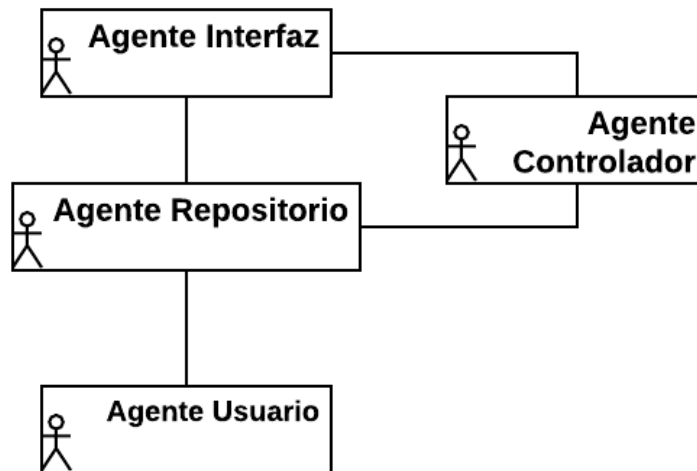 Agente Interfaz
Agente
Controlador
Agente Repositorio
Agente Usuario